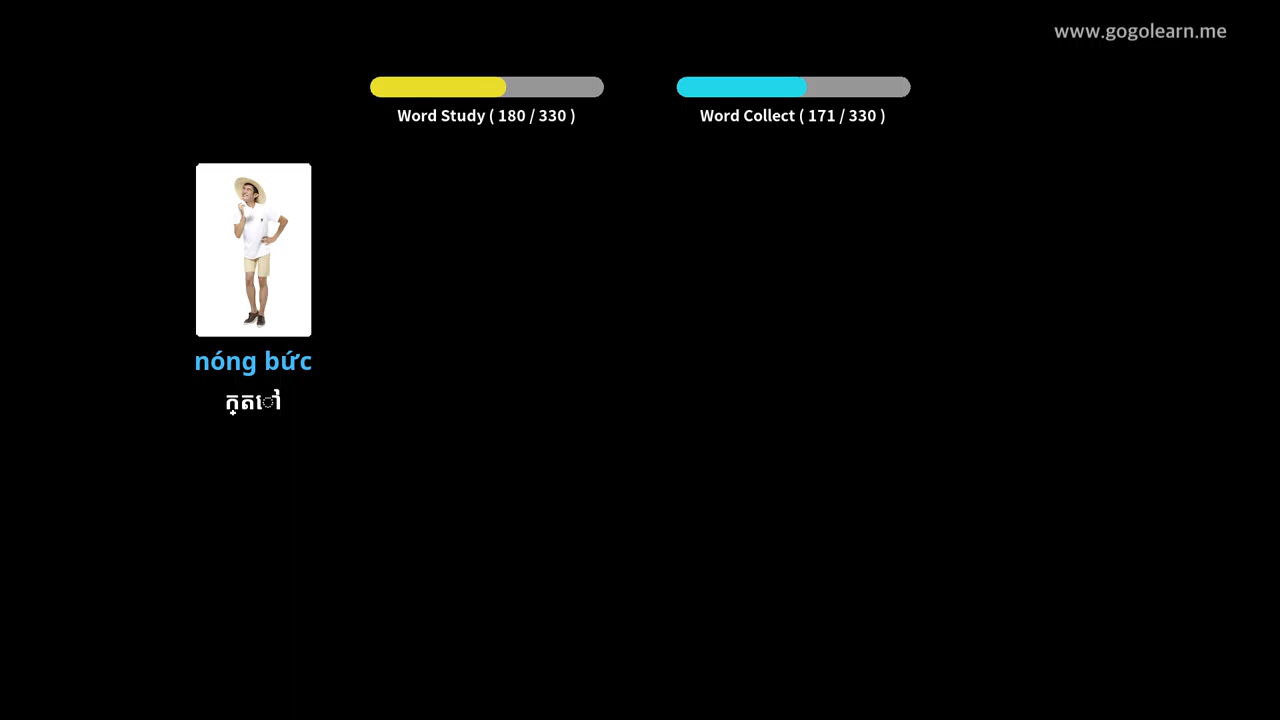 www.gogolearn.me
Word Study ( 180 / 330 )
Word Collect ( 171 / 330 )
nóng bức
ក្តៅ